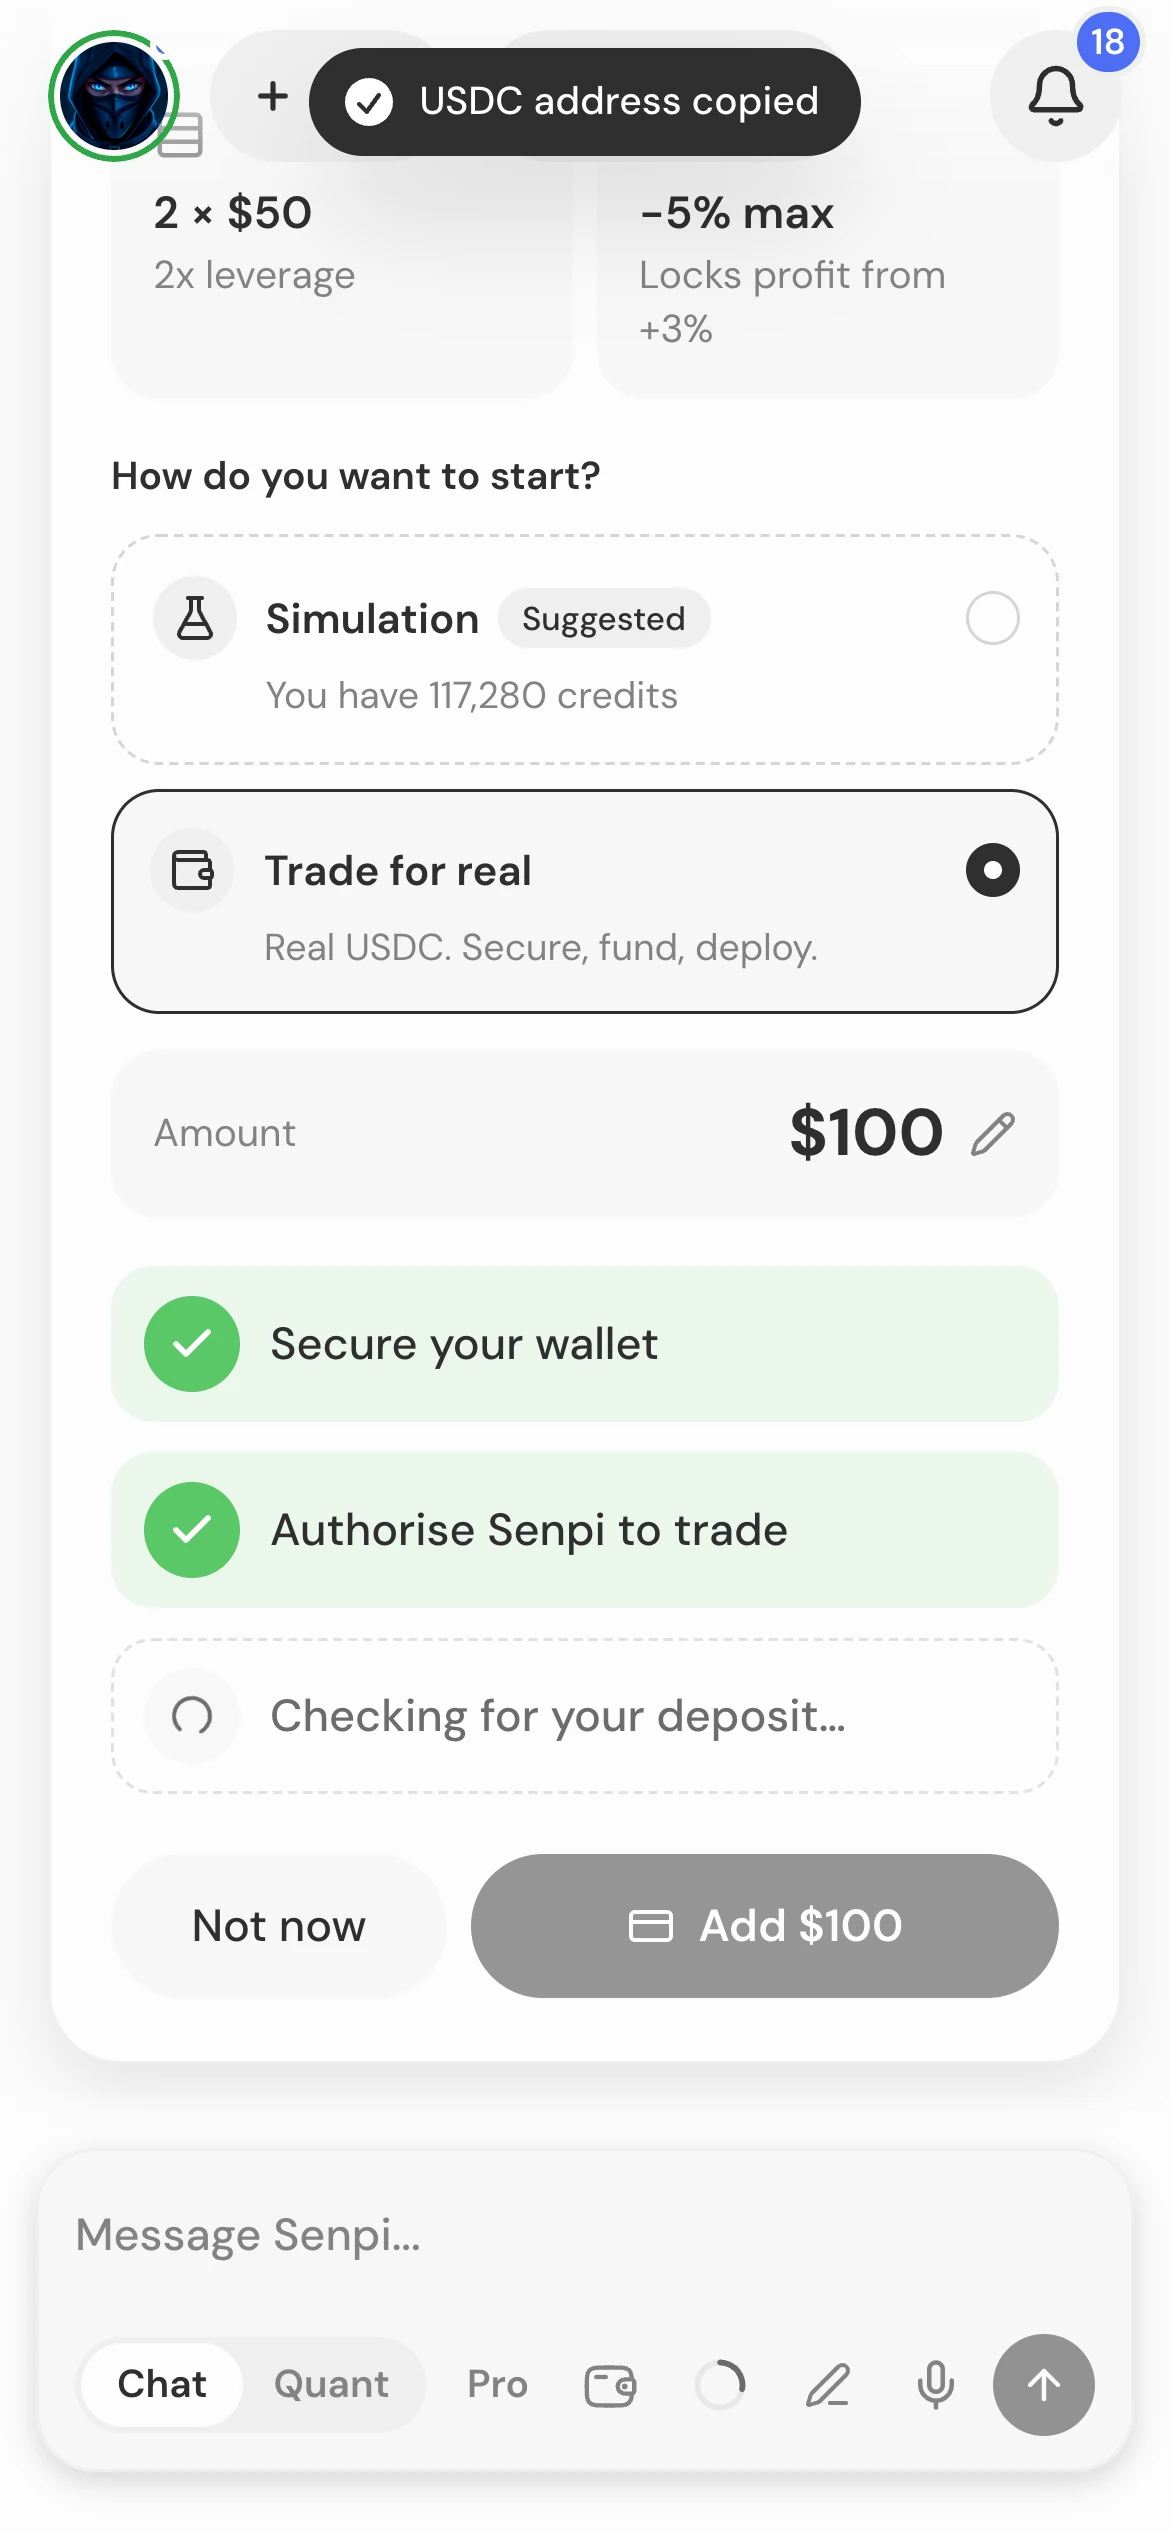 18
USDC address copied
2 × $50
2x leverage
-5% max
Locks profit from
+3%
How do you want to start?
Simulation
Suggested
You have 117,280 credits
Trade for real
Real USDC. Secure, fund, deploy.
Amount
$100
Secure your wallet
Authorise Senpi to trade
Checking for your deposit...
Not now
Add $100
Message Senpi...
Chat
Quant
Pro